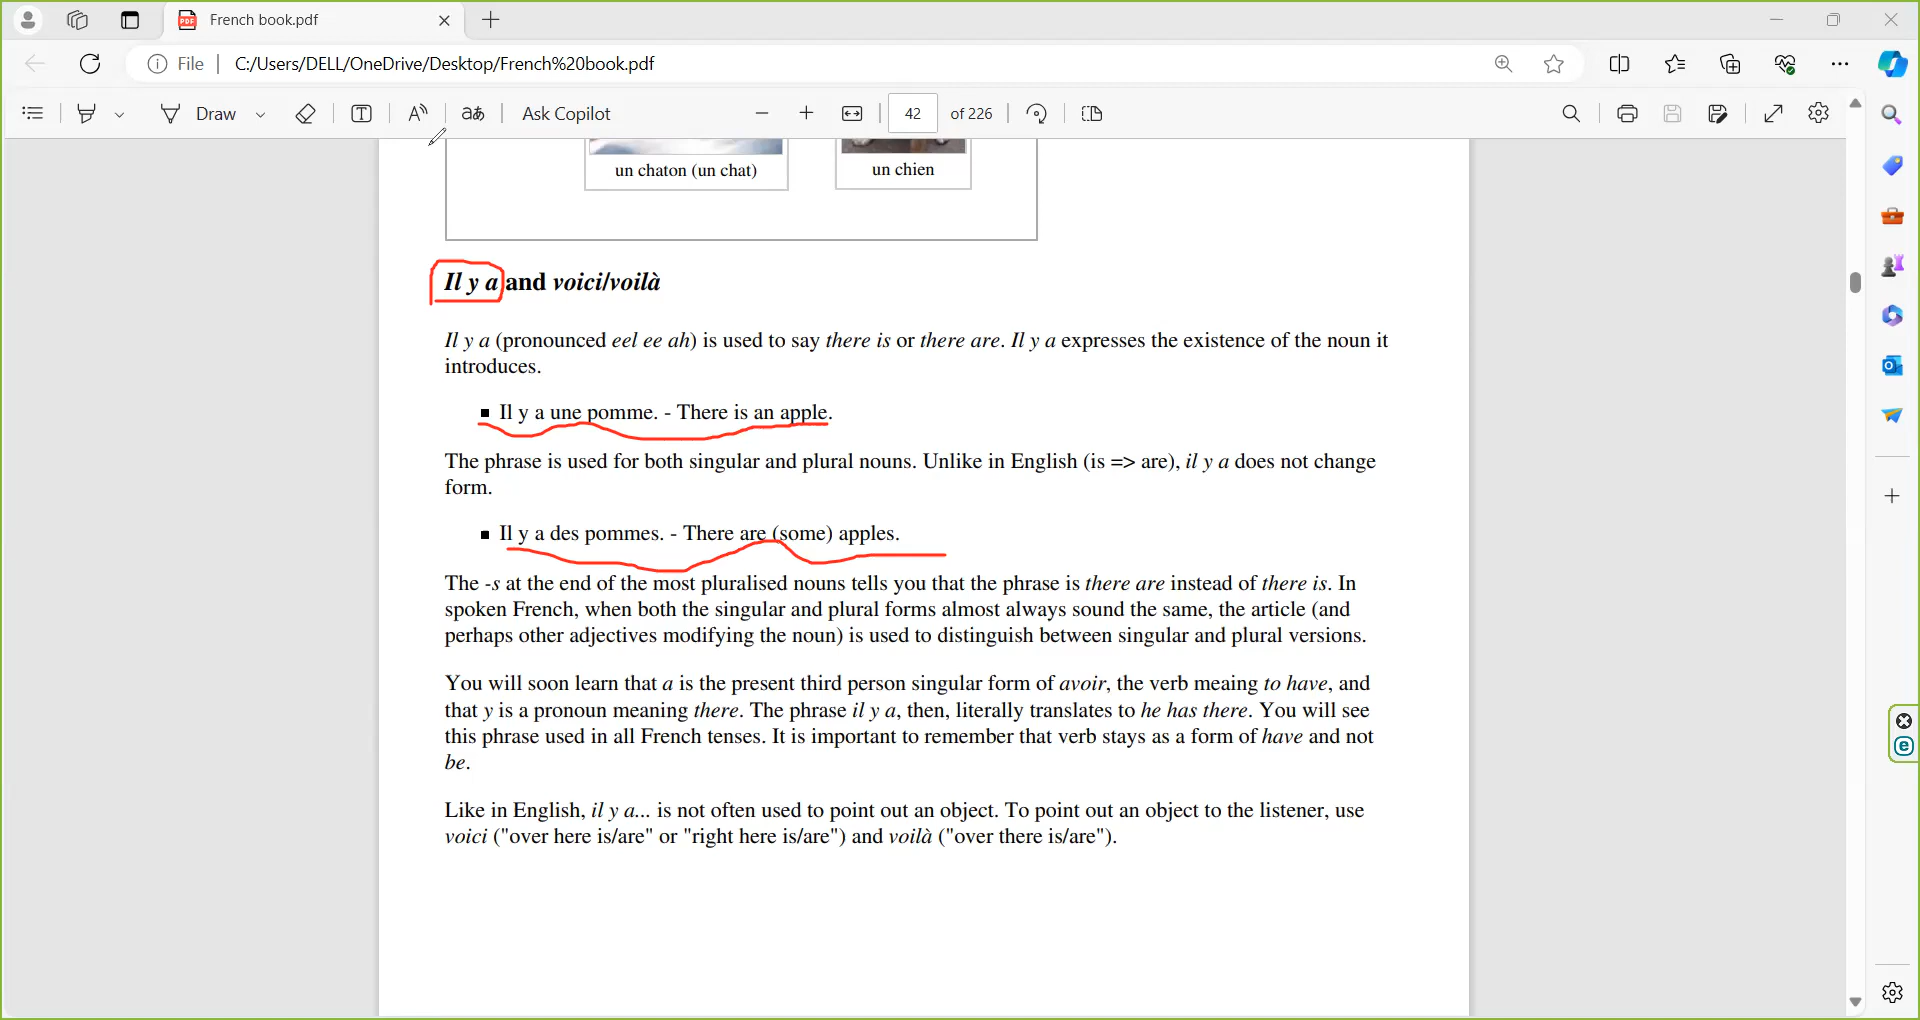 French book.pdf
File | C:/Users/DELL/OneDrive/Desktop/French%20book.pdf
Draw aあ Ask Copilot 42 of 226
un chaton (un chat) un chien
Il y a and voici/voilà
Il y a (pronounced eel ee ah) is used to say there is or there are. Il y a expresses the existence of the noun it
introduces.
Il y a une pomme. - There is an apple.
The phrase is used for both singular and plural nouns. Unlike in English (is => are), il y a does not change
form.
Il y a des pommes. - There are (some) apples.
The -s at the end of the most pluralised nouns tells you that the phrase is there are instead of there is. In
spoken French, when both the singular and plural forms almost always sound the same, the article (and
perhaps other adjectives modifying the noun) is used to distinguish between singular and plural versions.
You will soon learn that a is the present third person singular form of avoir, the verb meaing to have, and
that y is a pronoun meaning there. The phrase il y a, then, literally translates to he has there. You will see
this phrase used in all French tenses. It is important to remember that verb stays as a form of have and not
be.
Like in English, il y a... is not often used to point out an object. To point out an object to the listener, use
voici ("over here is/are" or "right here is/are") and voilà ("over there is/are").